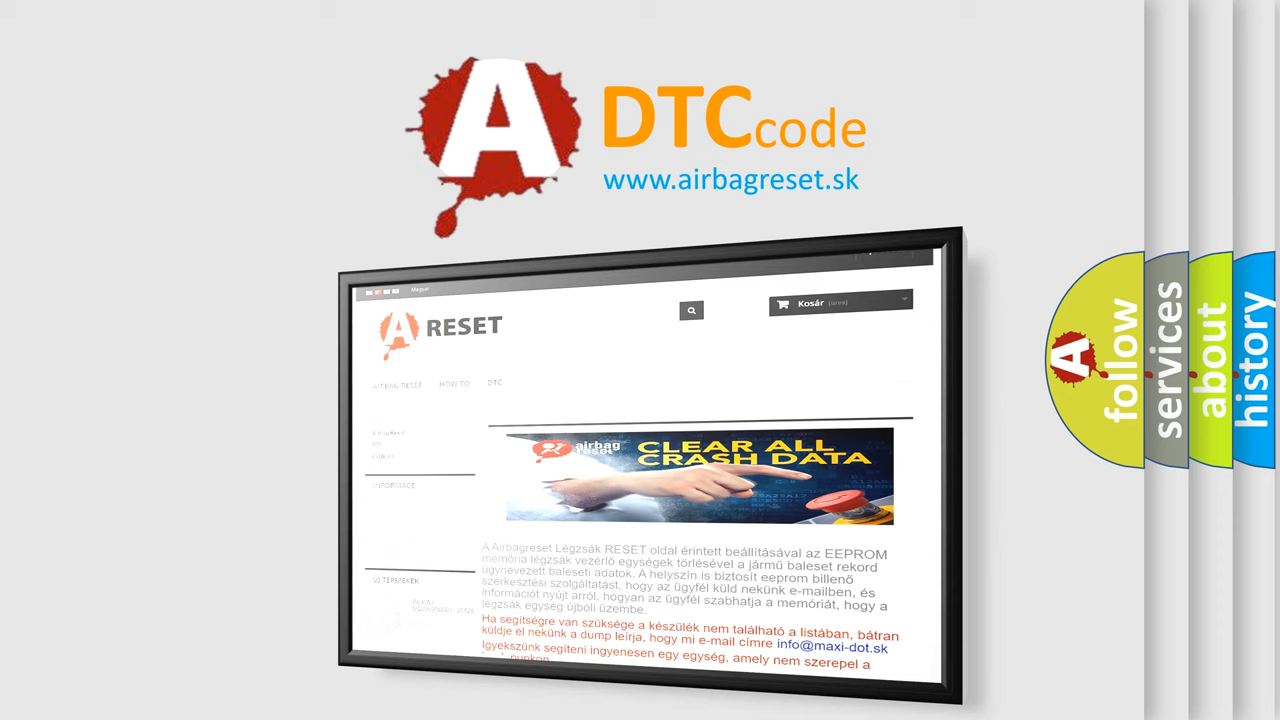 A DTC code
www.airbagreset.sk
Magyar
A RESET
Kosár (üres)
AIRBAG RESET HOW TO DTC
INFORMACE
airbag
reset
CLEAR ALL
CRASH DATA
A Airbagreset Légzsák RESET oldal érintett beállításával az EEPROM
memória légzsák vezérlő egységek törlésével a jármű baleset rekord
úgynevezett baleseti adatok. A helyszín is biztosít eeprom billenő
szerkesztési szolgáltatást, hogy az ügyfél küld nekünk e-mailben, és
információt nyújt arról, hogyan az ügyfél szabhatja a memóriát, hogy a
légzsák egység újbóli üzembe.
Ha segítségre van szüksége a készülék nem található a listában, bátran
küldje el nekünk a dump leírja, hogy mi e-mail címre info@maxi-dot.sk
Igyekszünk segíteni ingyenesen egy egység, amely nem szerepel a
ÚJ TERMÉKEK
A
follow
services
about
history